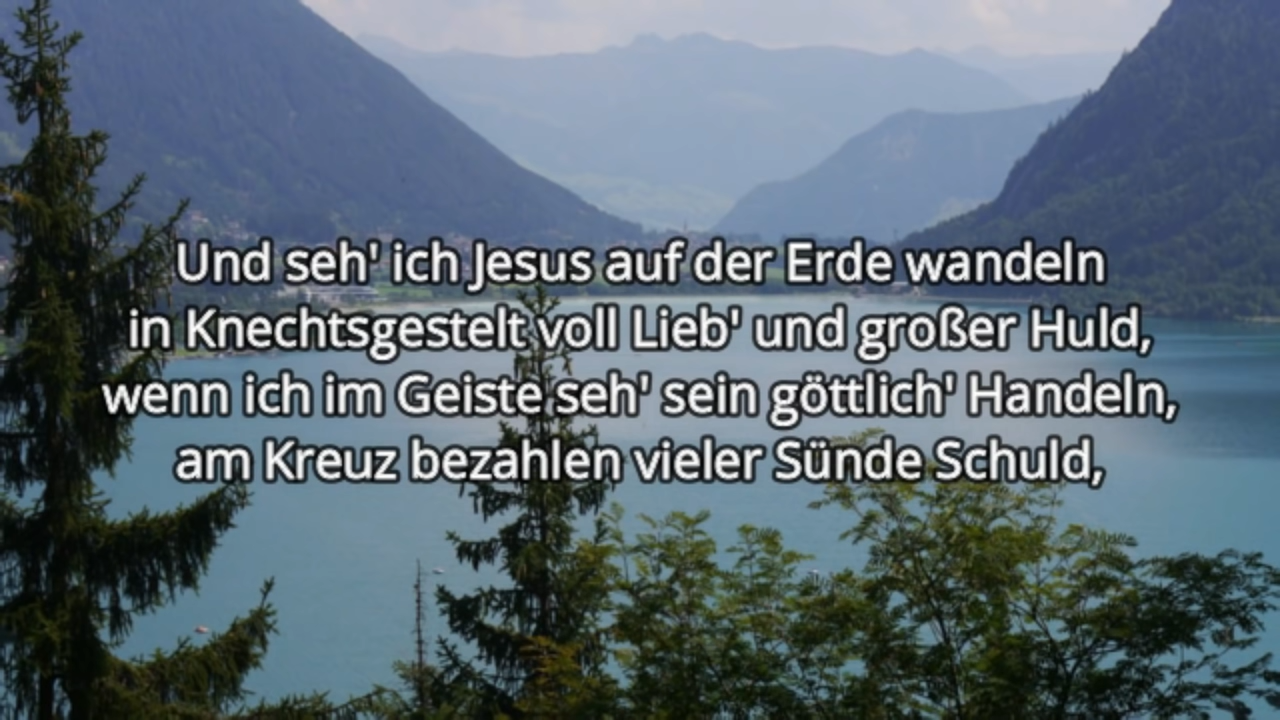 Und seh' ich Jesus auf der Erde wandeln
in Knechtsgestelt voll Lieb' und großer Huld,
wenn ich im Geiste seh' sein göttlich' Handeln,
am Kreuz bezahlen vieler Sünde Schuld,